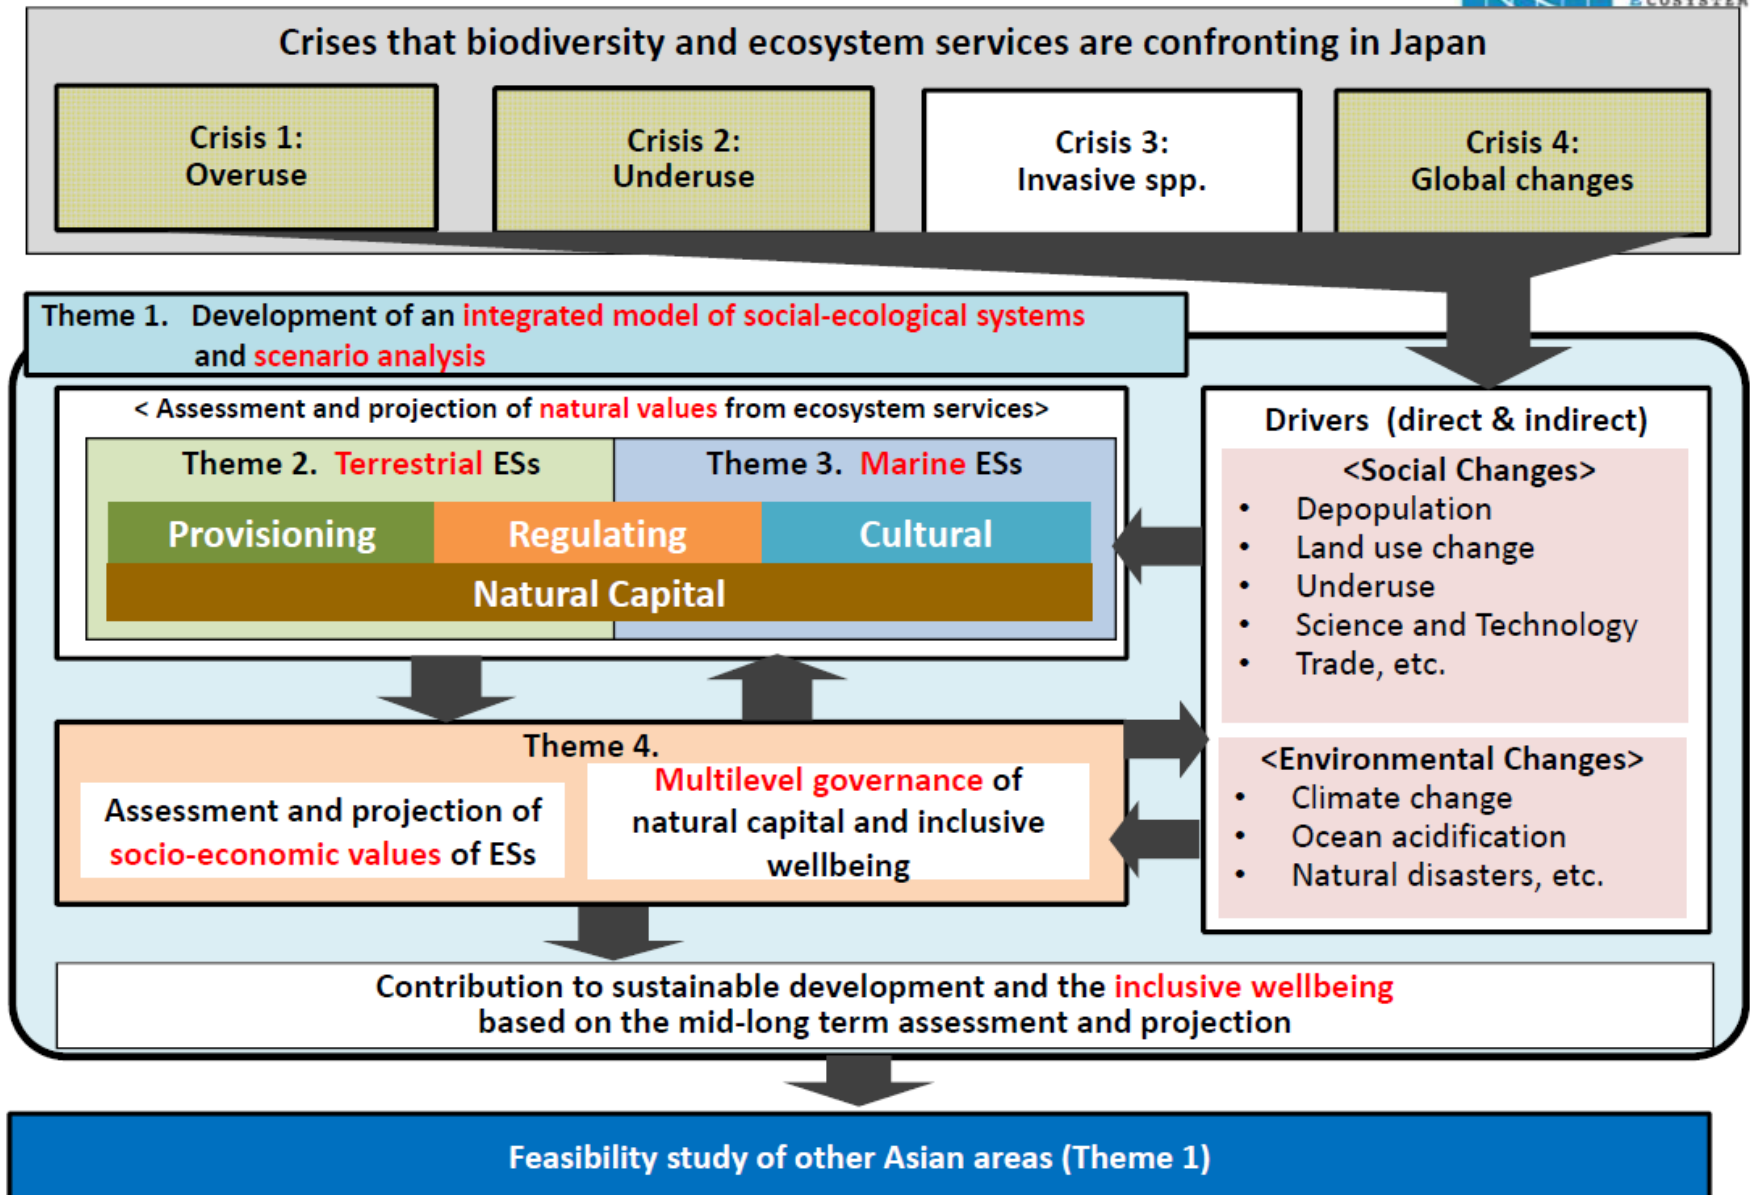 ECOSYSTEM
Crises that biodiversity and ecosystem services are confronting in Japan
Crisis 1:
Overuse
Crisis 2:
Underuse
Crisis 3:
Invasive spp.
Crisis 4:
Global changes
Theme 1. Development of an integrated model of social-ecological systems
and scenario analysis
< Assessment and projection of natural values from ecosystem services>
Theme 2. Terrestrial ESs
Theme 3. Marine ESs
Provisioning
Regulating
Cultural
Natural Capital
Drivers (direct & indirect)
<Social Changes>
• Depopulation
• Land use change
• Underuse
• Science and Technology
• Trade, etc.
<Environmental Changes>
• Climate change
• Ocean acidification
• Natural disasters, etc.
Theme 4.
Assessment and projection of
socio-economic values of ESs
Multilevel governance of
natural capital and inclusive
wellbeing
Contribution to sustainable development and the inclusive wellbeing
based on the mid-long term assessment and projection
Feasibility study of other Asian areas (Theme 1)